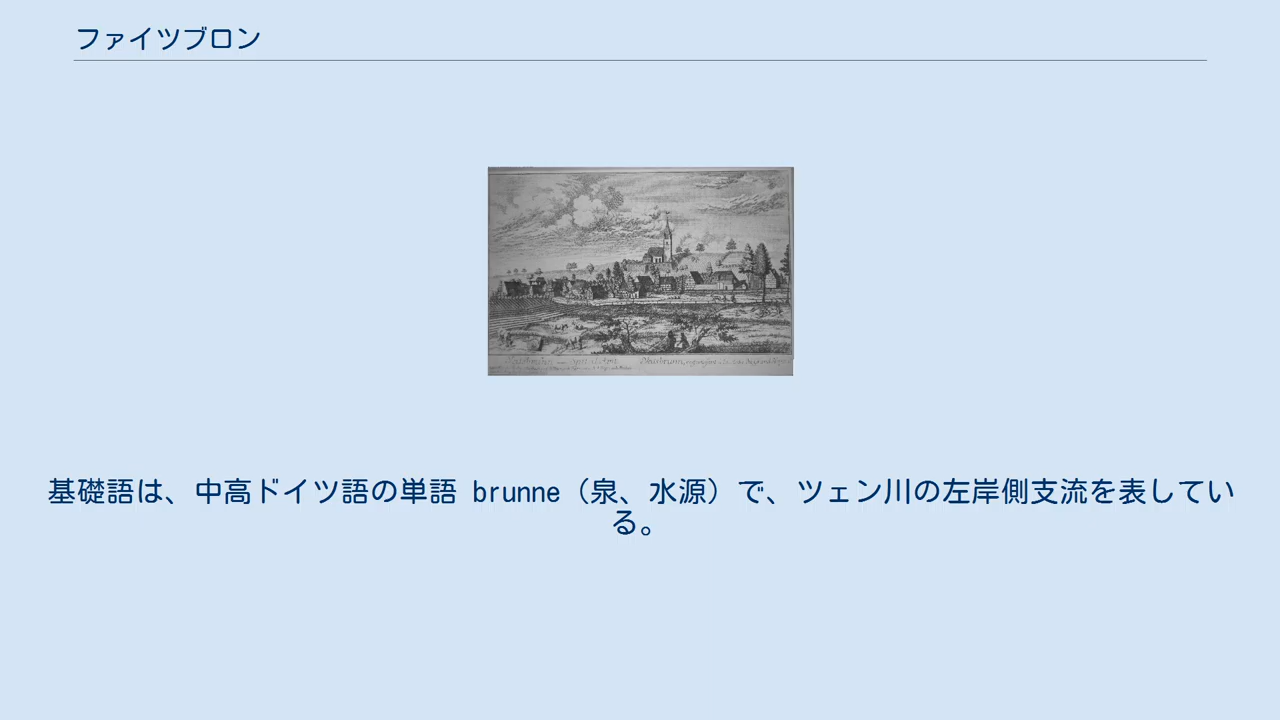 ファイツブロン
基礎語は、中高ドイツ語の単語 brunne（泉、水源）で、ツェン川の左岸側支流を表してい
る。